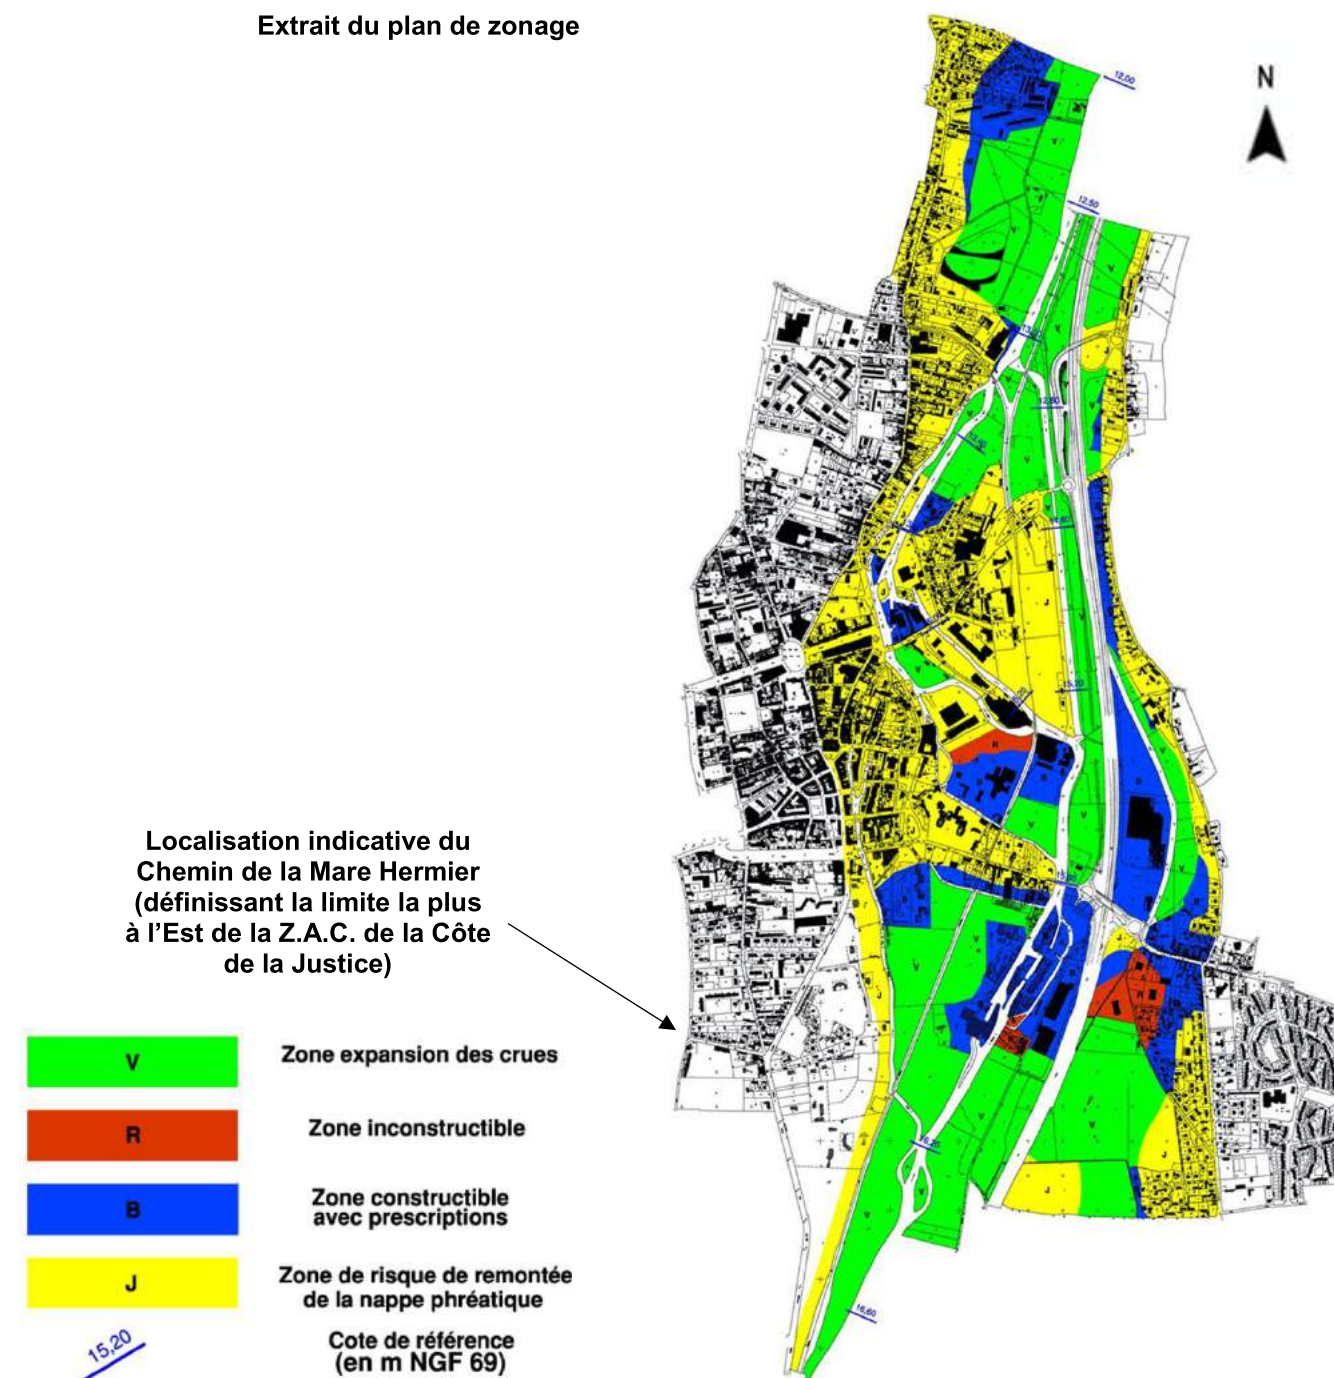 Extrait du plan de zonage
N
12,00
12,50
12,60
15,20
16,60
Localisation indicative du
Chemin de la Mare Hermier
(définissant la limite la plus
à l'Est de la Z.A.C. de la Côte
de la Justice)
V
Zone expansion des crues
R
Zone inconstructible
B
Zone constructible
avec prescriptions
J
Zone de risque de remontée
de la nappe phréatique
15,20
Cote de référence
(en m NGF 69)